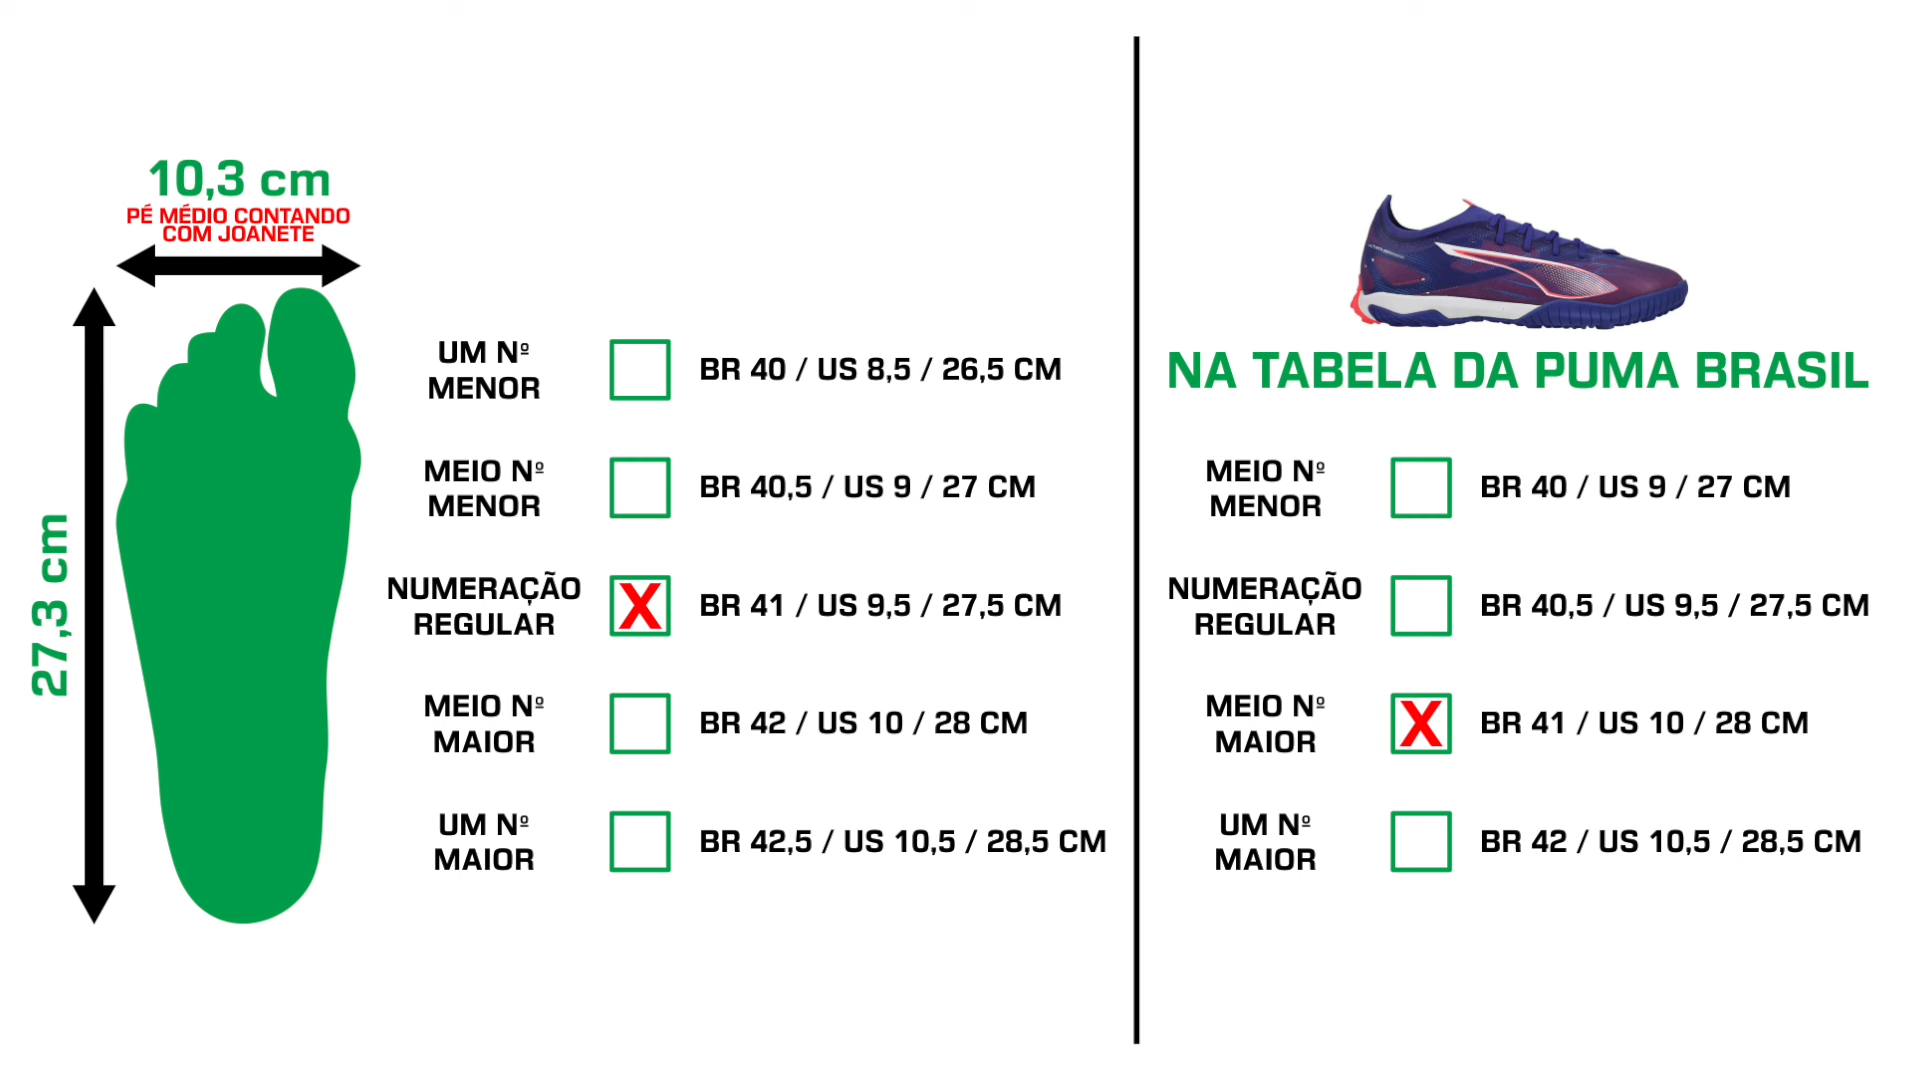 10,3 cm
PÉ MÉDIO CONTANDO
COM JOANETE
27,3 cm
UM Nº
MENOR
BR 40 / US 8,5 / 26,5 CM
MEIO Nº
MENOR
BR 40,5 / US 9 / 27 CM
NUMERAÇÃO
REGULAR
X
BR 41 / US 9,5 / 27,5 CM
MEIO Nº
MAIOR
BR 42 / US 10 / 28 CM
UM Nº
MAIOR
BR 42,5 / US 10,5 / 28,5 CM
NA TABELA DA PUMA BRASIL
MEIO Nº
MENOR
BR 40 / US 9 / 27 CM
NUMERAÇÃO
REGULAR
BR 40,5 / US 9,5 / 27,5 CM
MEIO Nº
MAIOR
X
BR 41 / US 10 / 28 CM
UM Nº
MAIOR
BR 42 / US 10,5 / 28,5 CM